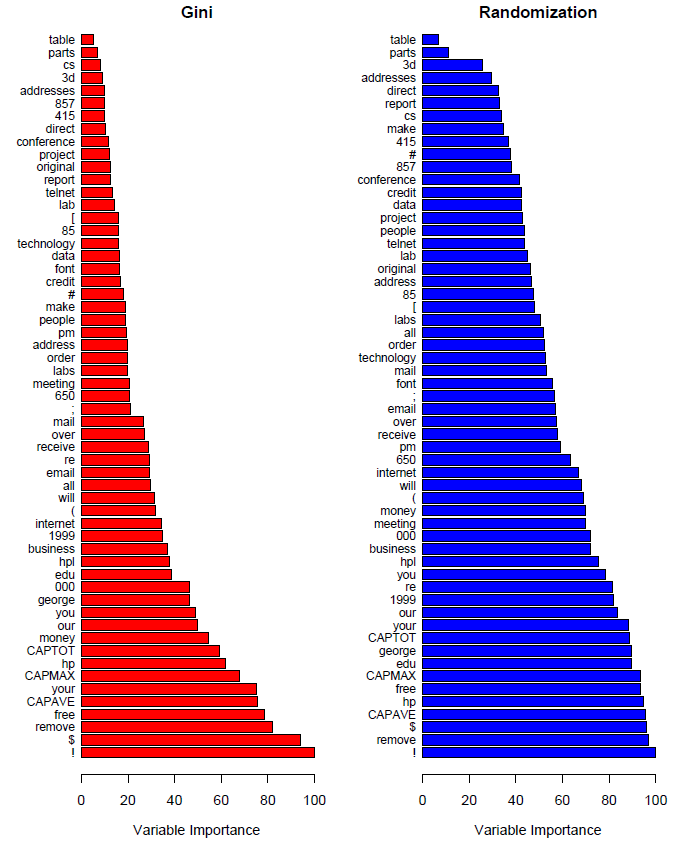 Gini
table
parts
cs
3d
addresses
857
415
direct
conference
project
original
report
telnet
lab
[
85
technology
data
font
credit
#
make
people
pm
address
order
labs
meeting
650
;
mail
over
receive
re
email
all
will
(
internet
1999
business
hpl
edu
000
george
you
our
money
CAPTOT
hp
CAPMAX
your
CAPAVE
free
remove
$
!
0 20 40 60 80 100
Variable Importance
Randomization
table
parts
3d
addresses
direct
report
cs
make
415
#
857
conference
credit
data
project
people
telnet
lab
original
address
85
[
labs
all
order
technology
mail
font
;
email
over
receive
pm
650
internet
will
(
money
meeting
000
business
hpl
you
re
1999
our
your
CAPTOT
george
edu
CAPMAX
free
hp
CAPAVE
$
remove
!
0 20 40 60 80 100
Variable Importance